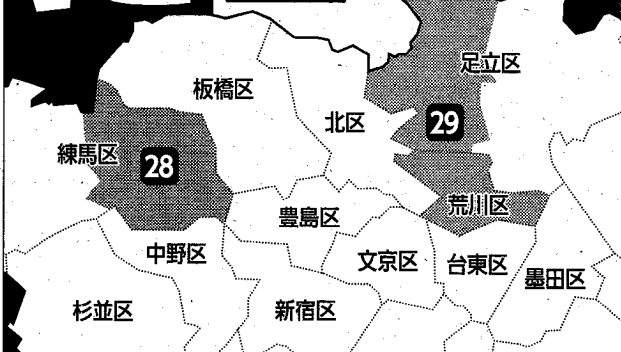 足立区
板橋区
北区
29
練馬区
28
荒川区
豊島区
中野区
文京区
台東区
墨田区
杉並区
新宿区